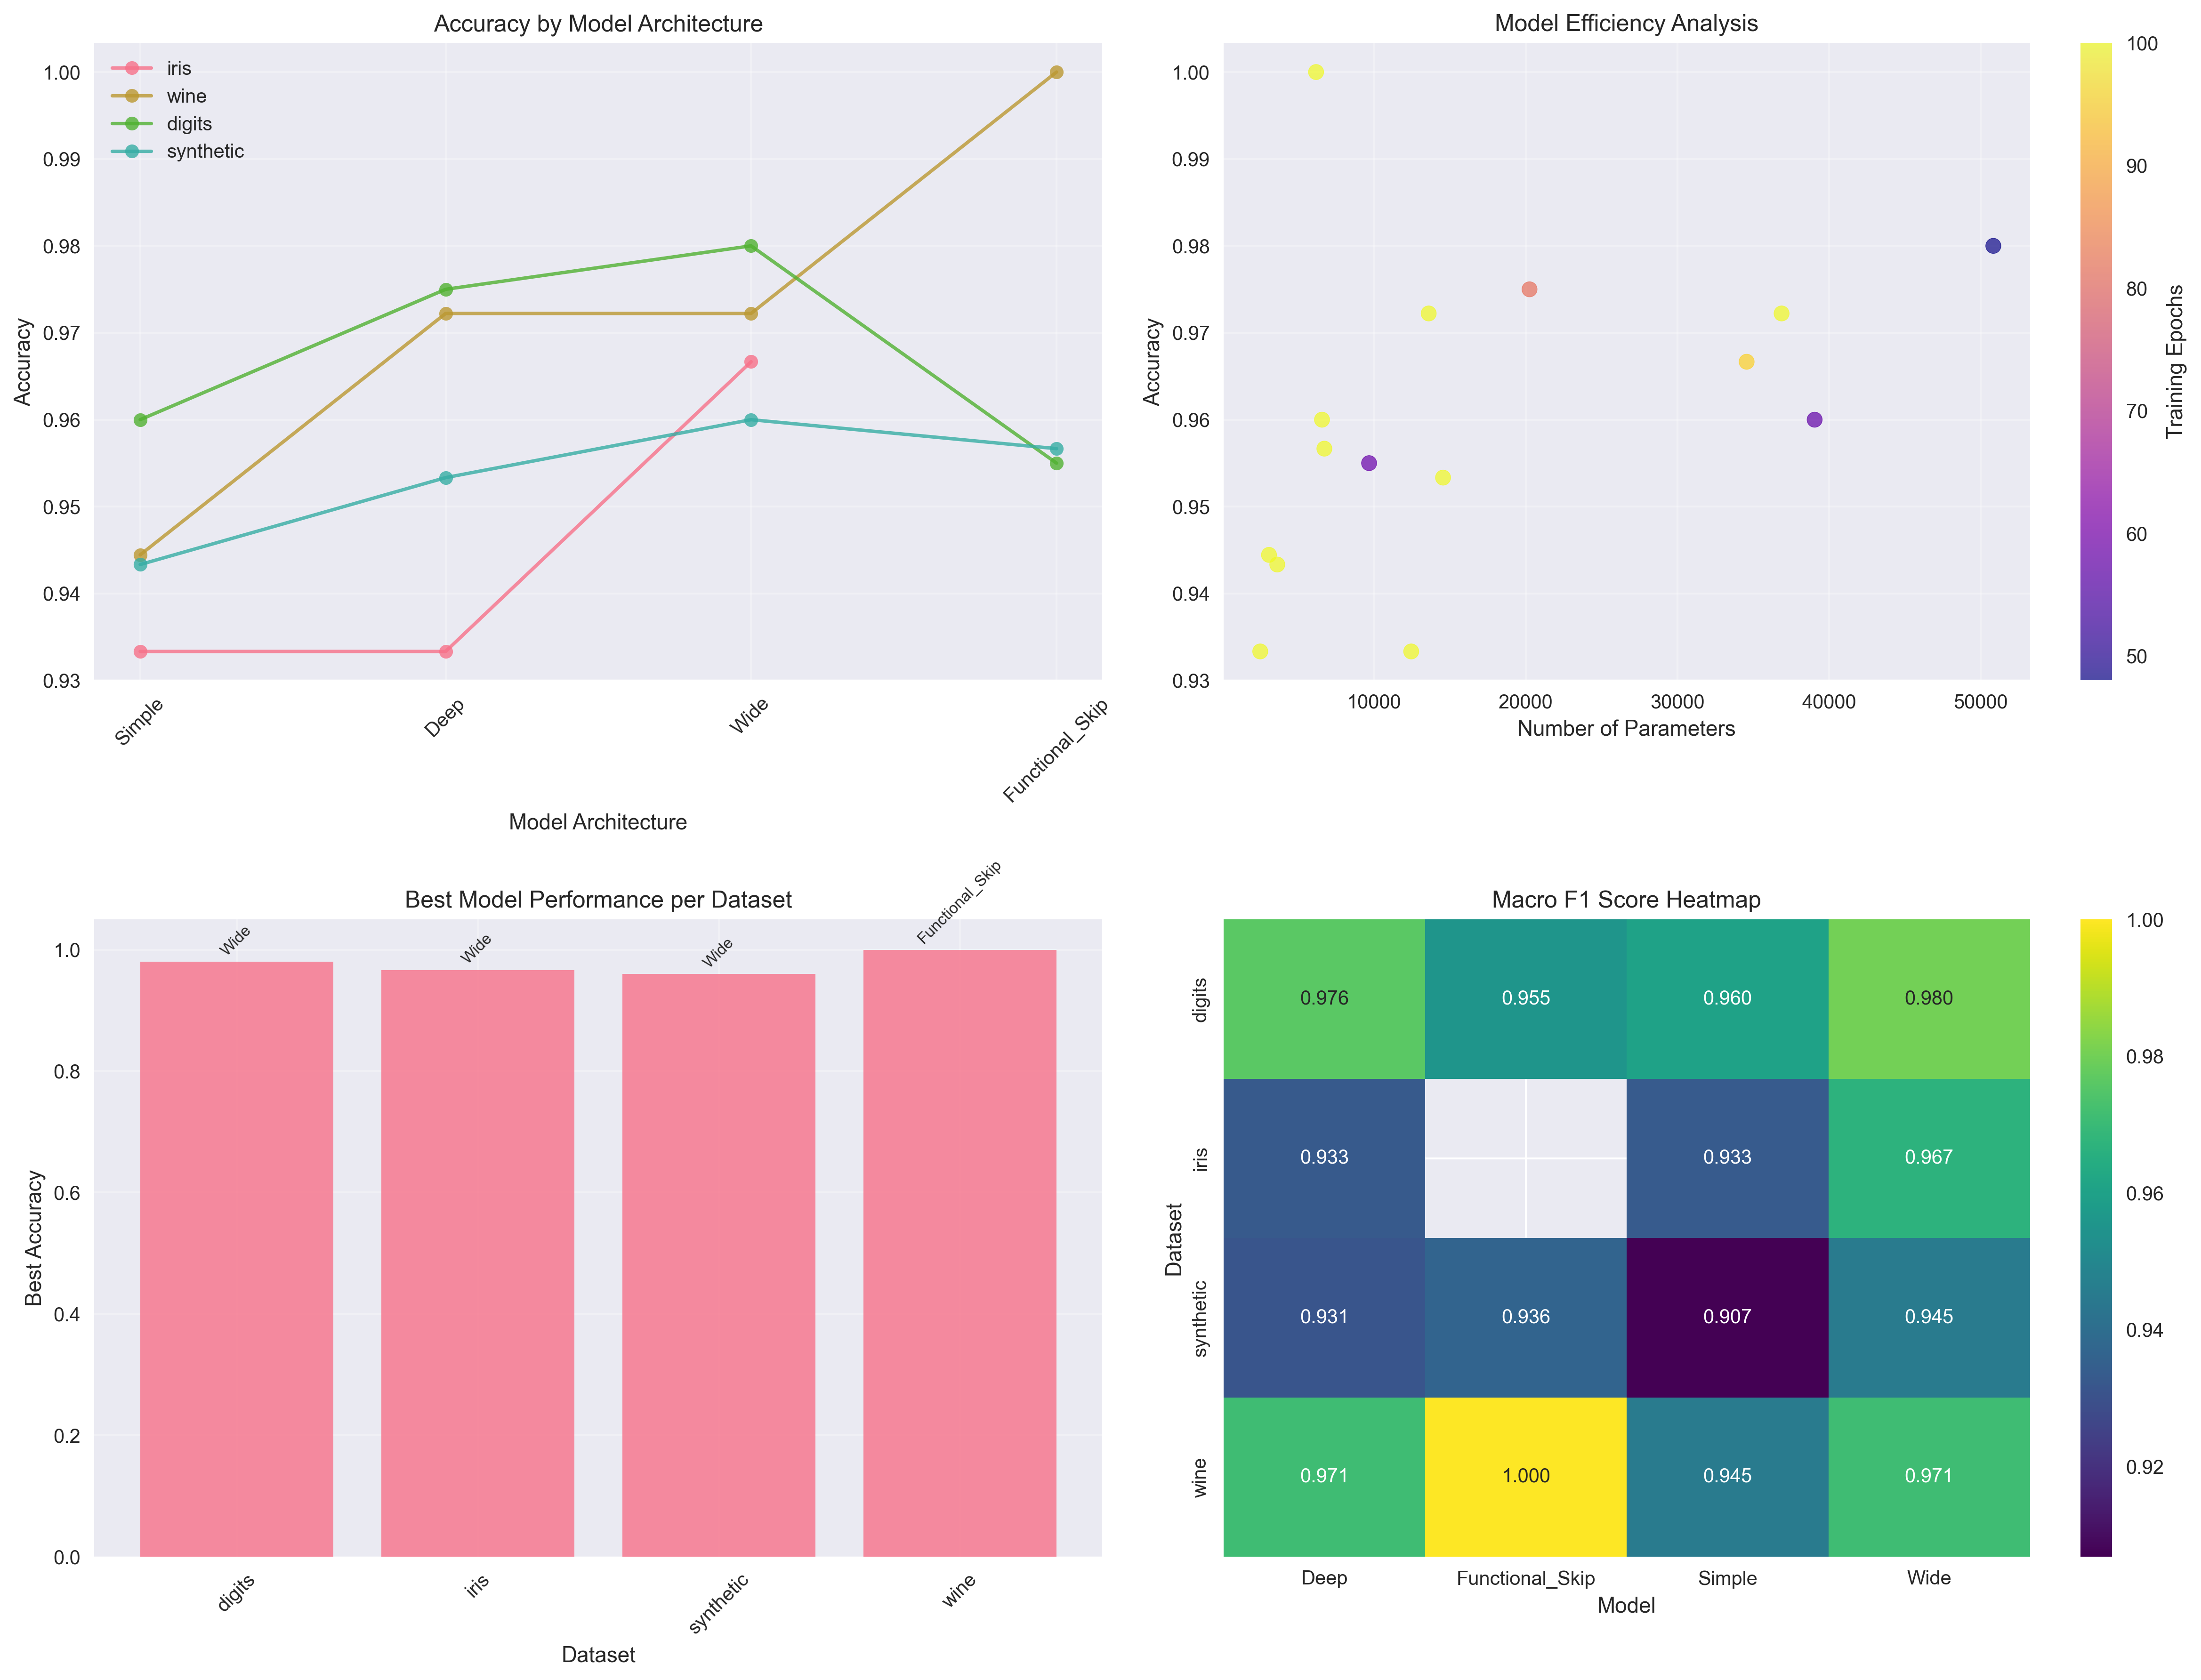 Accuracy by Model Architecture
iris
wine
digits
synthetic
1.00
0.99
0.98
0.97
0.96
0.95
0.94
0.93
Accuracy
Simple
Deep
Wide
Functional_Skip
Model Architecture
Model Efficiency Analysis
1.00
0.99
0.98
0.97
0.96
0.95
0.94
0.93
Accuracy
10000
20000
30000
40000
50000
Number of Parameters
100
90
80
70
60
50
Training Epochs
Best Model Performance per Dataset
Wide
Wide
Wide
Functional_Skip
1.0
0.8
0.6
0.4
0.2
0.0
Best Accuracy
digits
iris
synthetic
wine
Dataset
Macro F1 Score Heatmap
digits
0.976 0.955 0.960 0.980
iris
0.933 0.933 0.967
synthetic
0.931 0.936 0.907 0.945
wine
0.971 1.000 0.945 0.971
Dataset
Deep Functional_Skip Simple Wide
Model
1.00
0.98
0.96
0.94
0.92